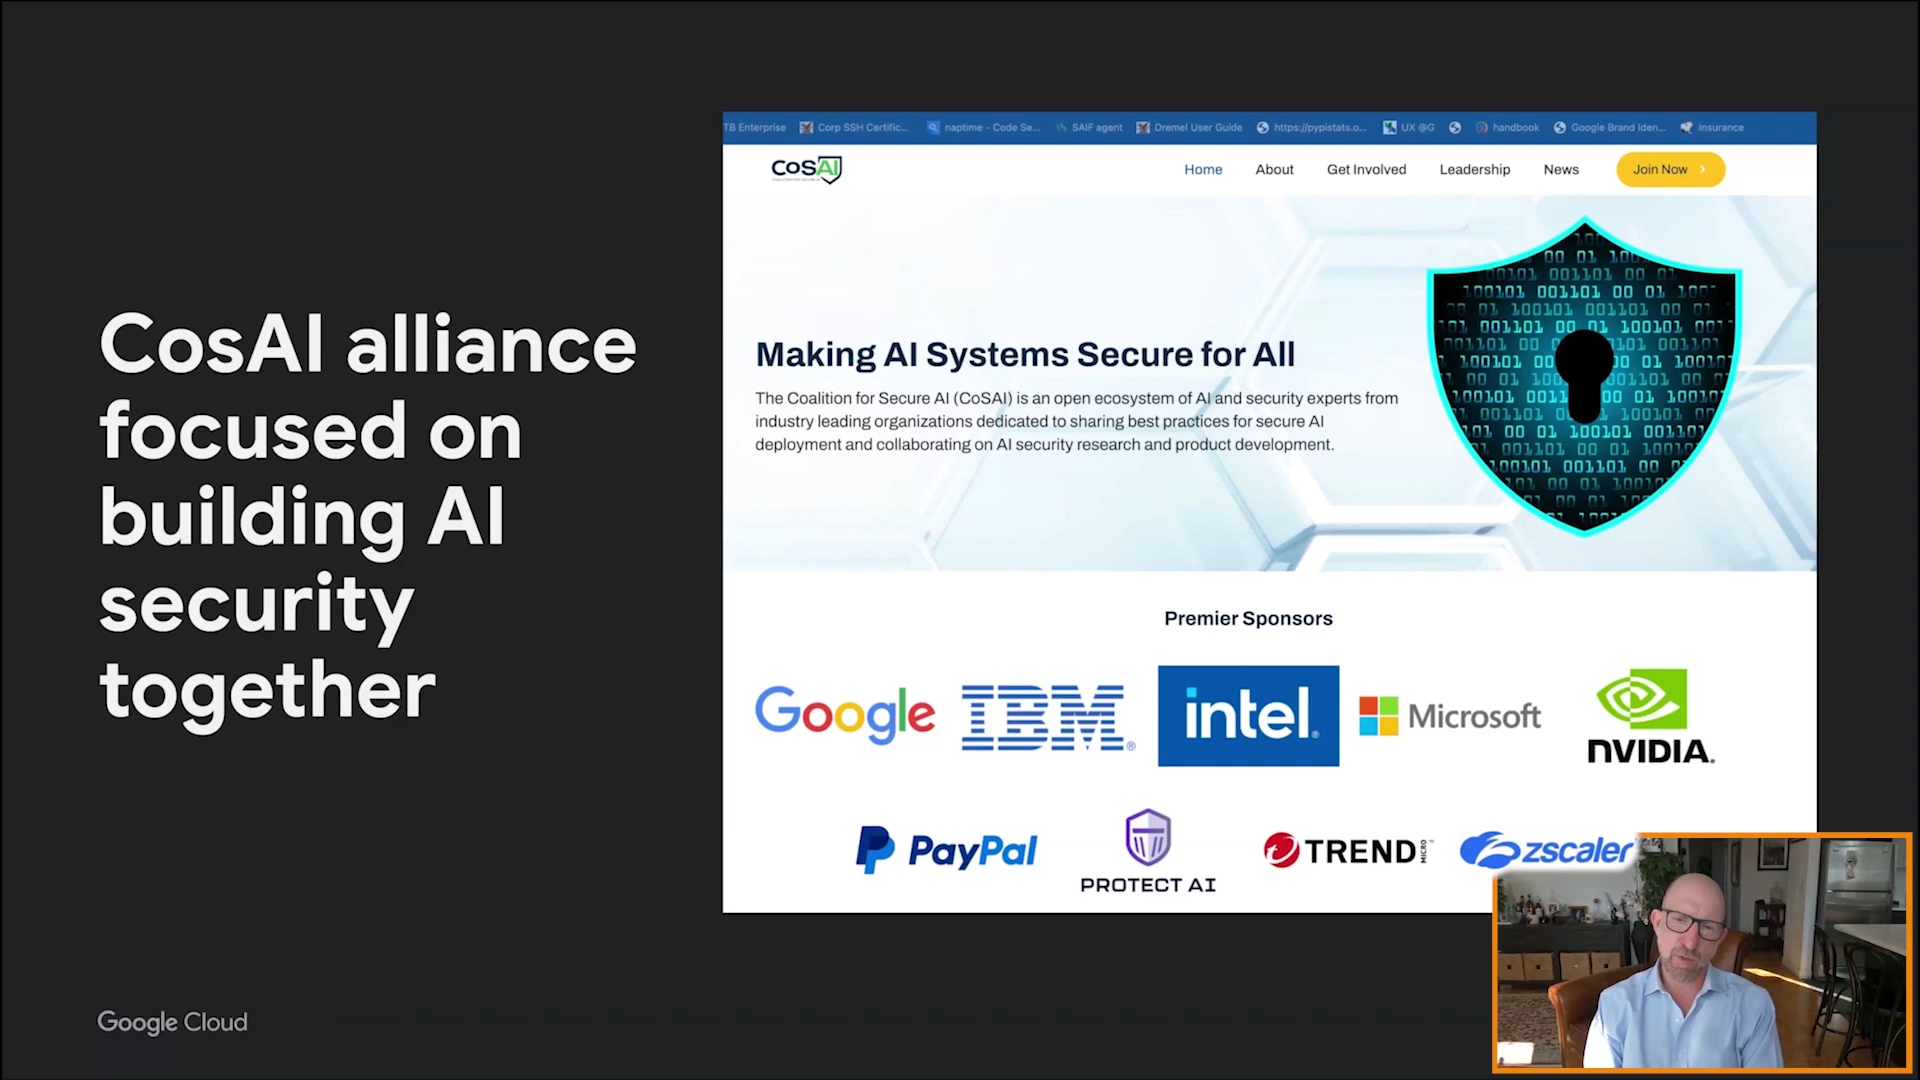 CosAI alliance
focused on
building AI
security
together
Google Cloud
TB Enterprise Corp SSH Certific... naptime - Code Se... SAIF agent Dremel User Guide https://pypistats.o... UX @G handbook Google Brand Iden... Insurance
CoSAI
Home About Get Involved Leadership News Join Now
Making AI Systems Secure for All
The Coalition for Secure AI (CoSAI) is an open ecosystem of AI and security experts from
industry leading organizations dedicated to sharing best practices for secure AI
deployment and collaborating on AI security research and product development.
Premier Sponsors
Google IBM® intel® Microsoft NVIDIA®
PayPal PROTECT AI TREND MICRO™ zscaler